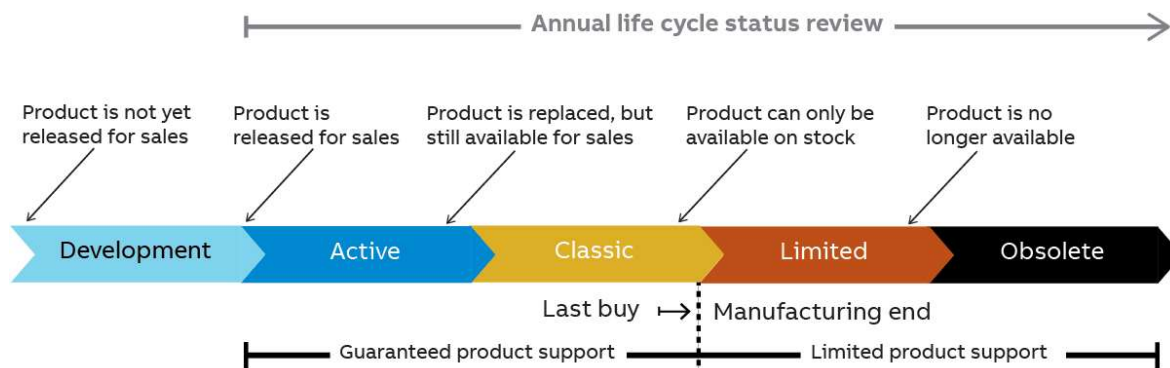 Annual life cycle status review
Product is not yet
released for sales
Product is
released for sales
Product is replaced, but
still available for sales
Product can only be
available on stock
Product is no
longer available
Development
Active
Classic
Limited
Obsolete
Last buy
Manufacturing end
Guaranteed product support
Limited product support